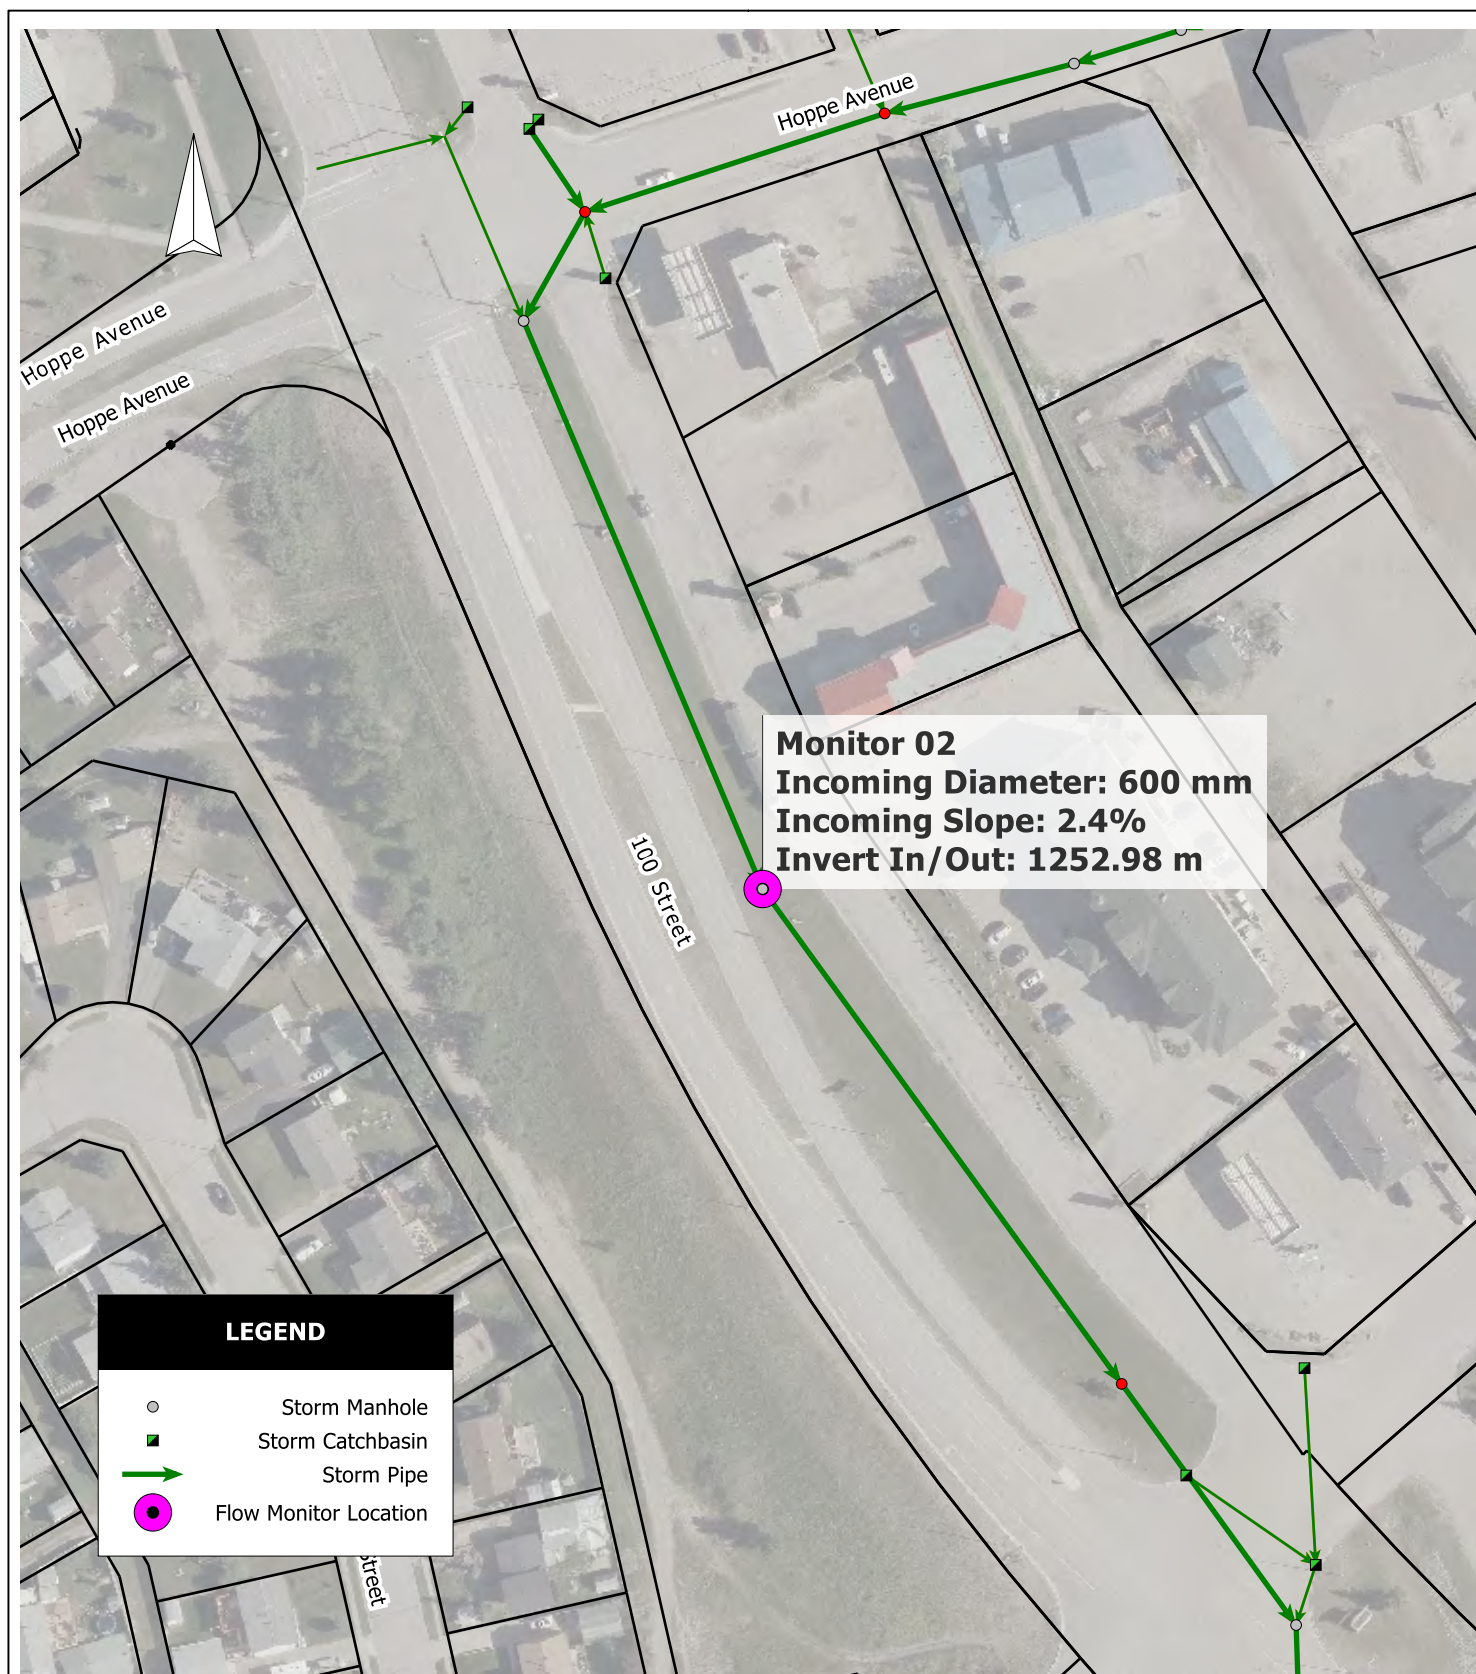 Hoppe Avenue
Hoppe Avenue
Hoppe Avenue
Monitor 02
Incoming Diameter: 600 mm
Incoming Slope: 2.4%
Invert In/Out: 1252.98 m
100 Street
LEGEND
Storm Manhole
Storm Catchbasin
Storm Pipe
Flow Monitor Location
Street